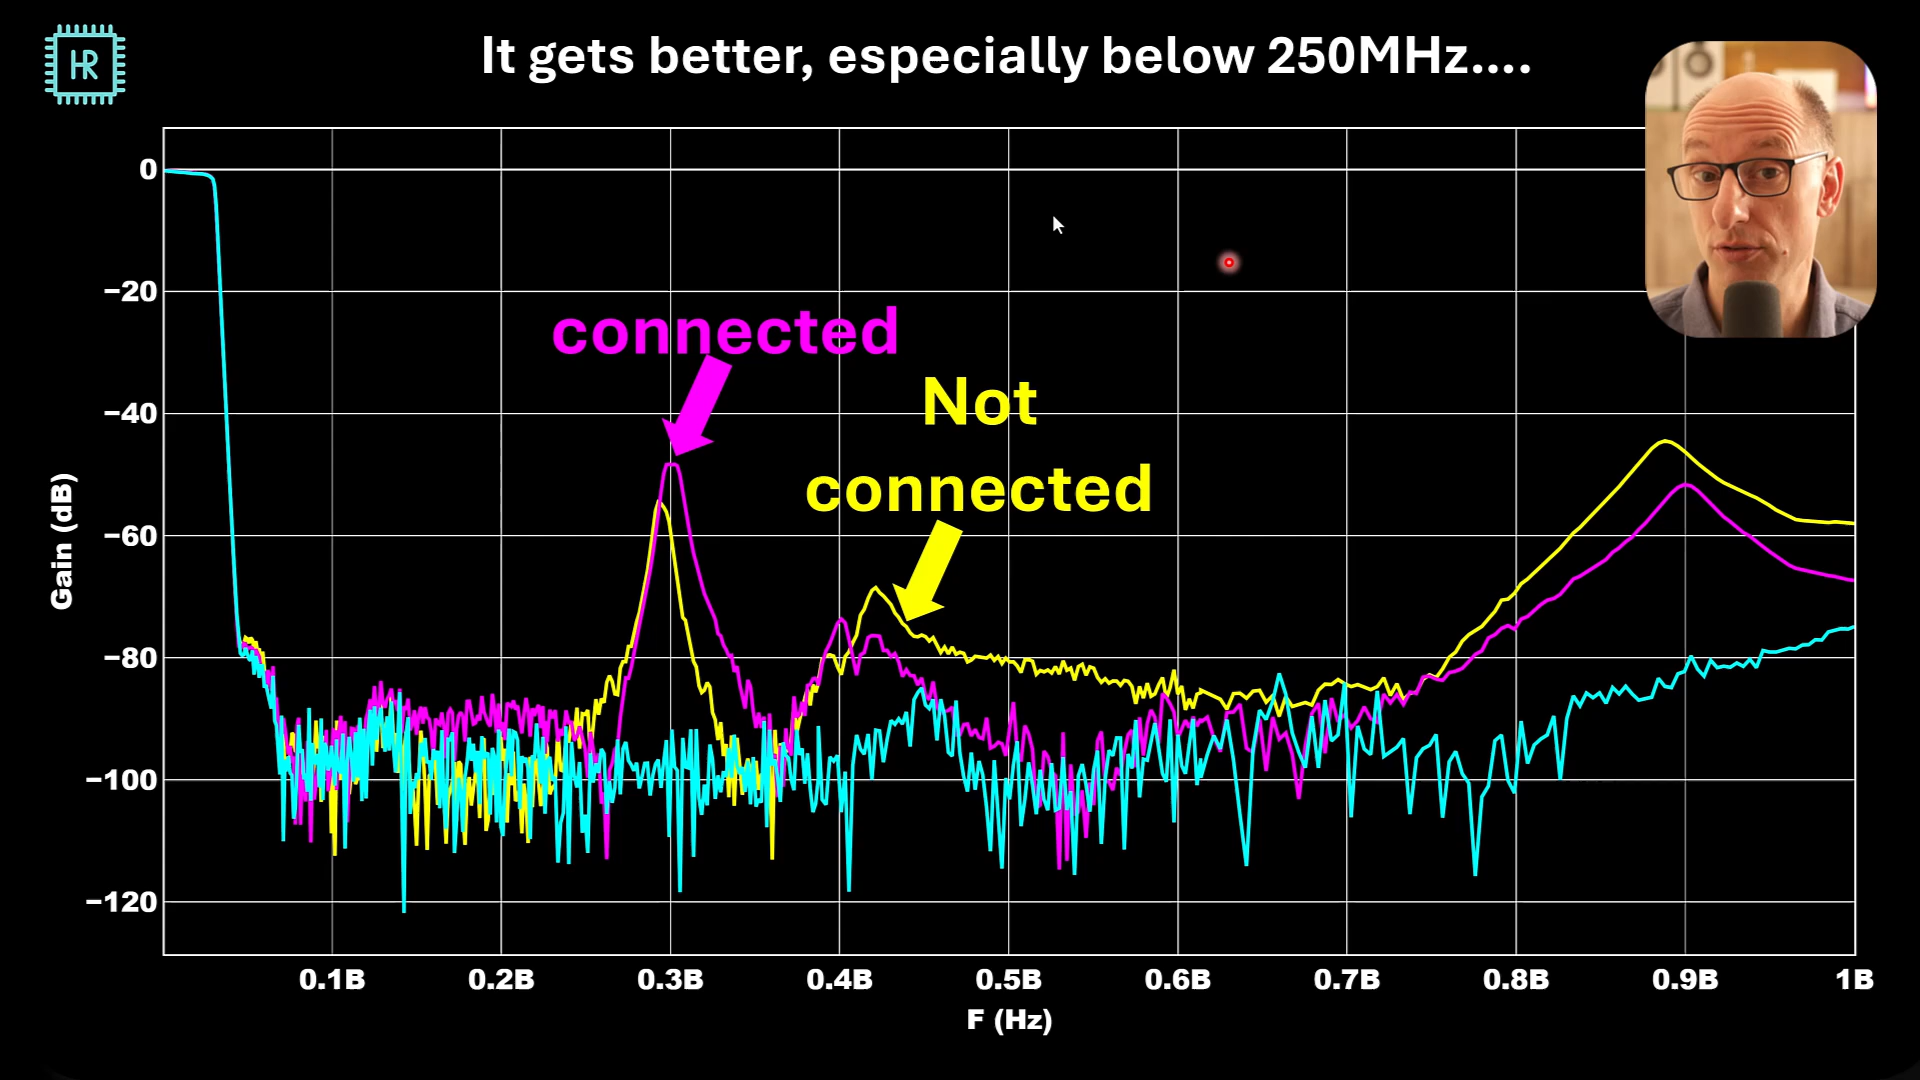 HR
It gets better, especially below 250MHz....
0
−20
−40
−60
−80
−100
−120
Gain (dB)
connected
Not
connected
0.1B 0.2B 0.3B 0.4B 0.5B 0.6B 0.7B 0.8B 0.9B 1B
F (Hz)